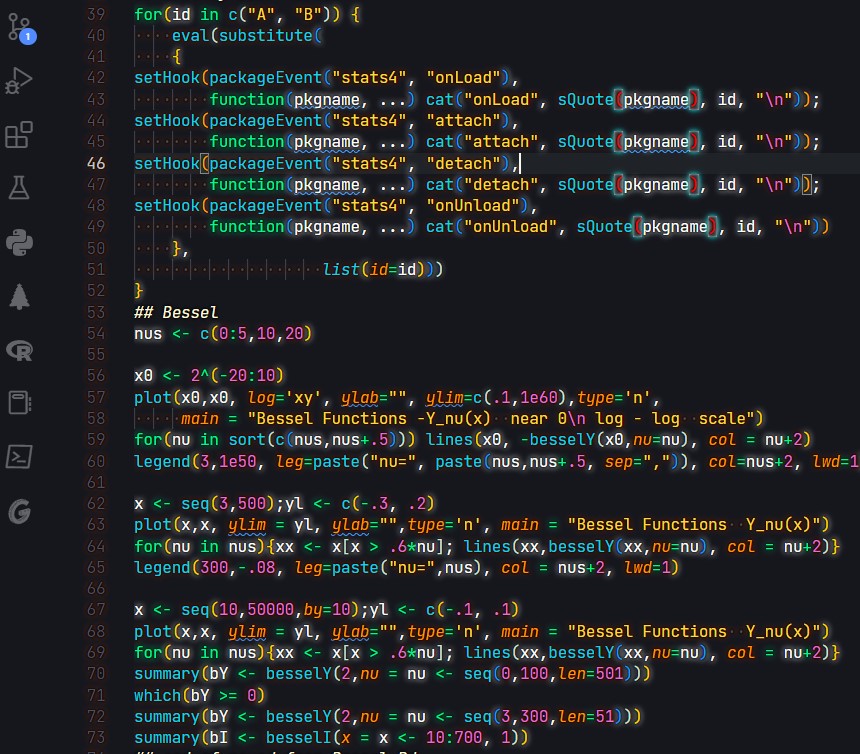 1
39 for(id in c("A", "B")) {
40 eval(substitute(
41 {
42 setHook(packageEvent("stats4", "onLoad"),
43 function(pkgname, ...) cat("onLoad", sQuote(pkgname), id, "\n"));
44 setHook(packageEvent("stats4", "attach"),
45 function(pkgname, ...) cat("attach", sQuote(pkgname), id, "\n"));
46 setHook(packageEvent("stats4", "detach"),
47 function(pkgname, ...) cat("detach", sQuote(pkgname), id, "\n"));
48 setHook(packageEvent("stats4", "onUnload"),
49 function(pkgname, ...) cat("onUnload", sQuote(pkgname), id, "\n"))
50 },
51 list(id=id)))
52 }
53 ## Bessel
54 nus <- c(0:5,10,20)
55
56 x0 <- 2^(-20:10)
57 plot(x0,x0, log='xy', ylab="", ylim=c(.1,1e60),type='n',
58 main = "Bessel Functions -Y_nu(x)  near 0\n log - log  scale")
59 for(nu in sort(c(nus,nus+.5))) lines(x0, -besselY(x0,nu=nu), col = nu+2)
60 legend(3,1e50, leg=paste("nu=", paste(nus,nus+.5, sep=",")), col=nus+2, lwd=1
61
62 x <- seq(3,500);yl <- c(-.3, .2)
63 plot(x,x, ylim = yl, ylab="",type='n', main = "Bessel Functions  Y_nu(x)")
64 for(nu in nus){xx <- x[x > .6*nu]; lines(xx,besselY(xx,nu=nu), col = nu+2)}
65 legend(300,-.08, leg=paste("nu=",nus), col = nus+2, lwd=1)
66
67 x <- seq(10,50000,by=10);yl <- c(-.1, .1)
68 plot(x,x, ylim = yl, ylab="",type='n', main = "Bessel Functions  Y_nu(x)")
69 for(nu in nus){xx <- x[x > .6*nu]; lines(xx,besselY(xx,nu=nu), col = nu+2)}
70 summary(bY <- besselY(2,nu = nu <- seq(0,100,len=501)))
71 which(bY >= 0)
72 summary(bY <- besselY(2,nu = nu <- seq(3,300,len=51)))
73 summary(bI <- besselI(x = x <- 10:700, 1))